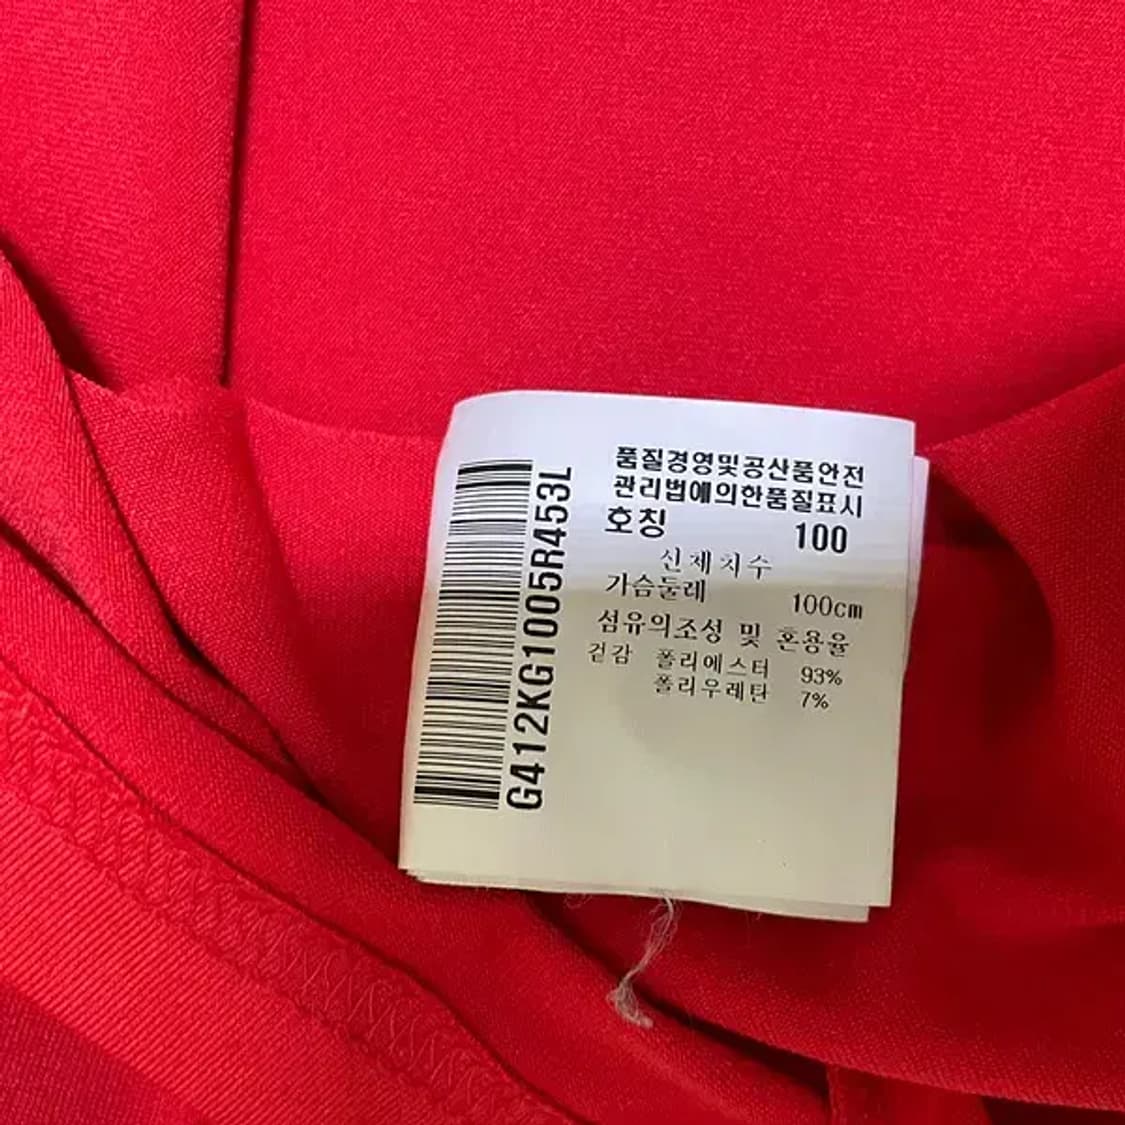 품질경영및공산품안전
관리법에의한품질표시
호칭 100
신체치수
가슴둘레 100cm
섬유의조성 및 혼용율
겉감 폴리에스터 93%
폴리우레탄 7%
G412KG1005R453L